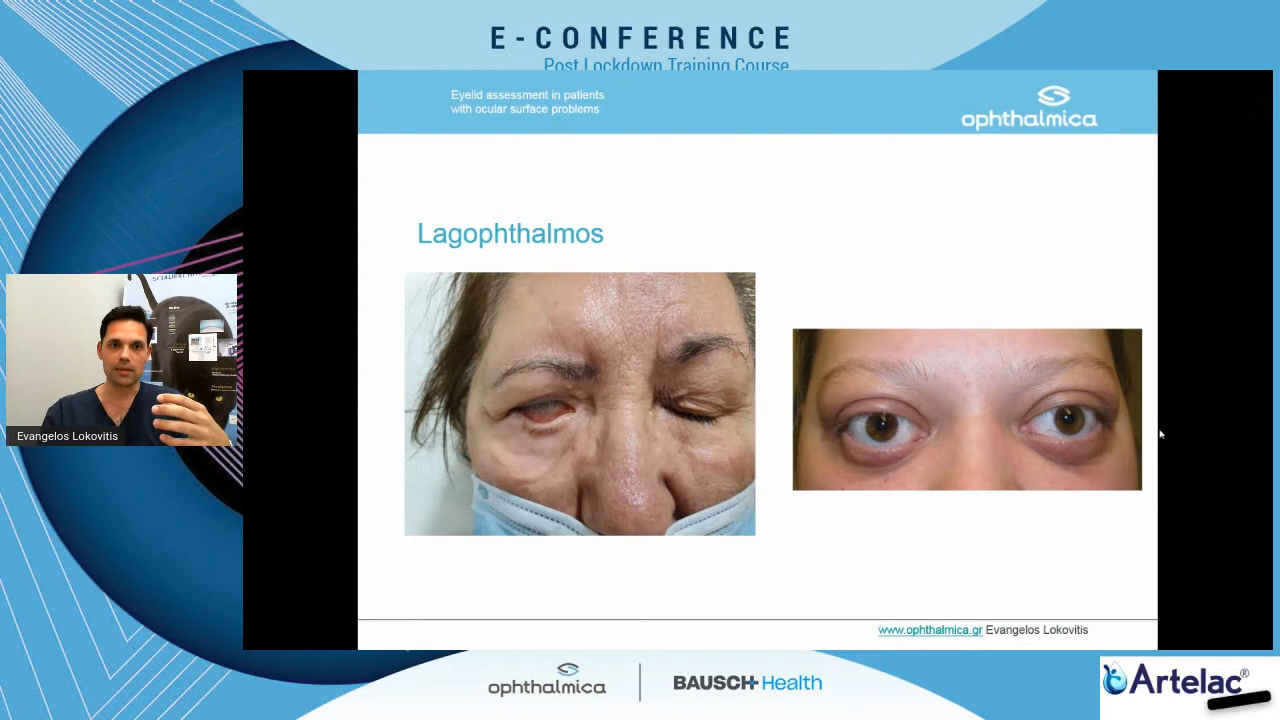 E-CONFERENCE
Post Lockdown Training Course
Eyelid assessment in patients
with ocular surface problems
ophthalmica
Lagophthalmos
Evangelos Lokovitis
www.ophthalmica.gr Evangelos Lokovitis
ophthalmica
BAUSCH+Health
Artelac®